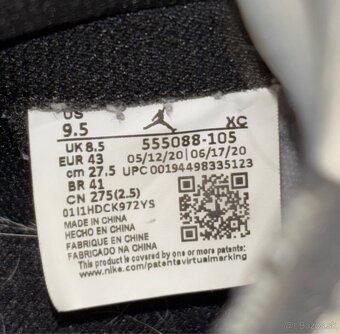 US
9.5 XC
UK 8.5 555088-105
EUR 43 05/12/20 06/17/20
cm 27.5 UPC 00194498335123
BR 41
CN 275(2.5)
01I1HDCK972YS
MADE IN CHINA
HECHO EN CHINA
FABRIQUE EN CHINE
FABRICADO NA CHINA
This product is covered by one or more patents:
www.nike.com/patentsvirtualmarking